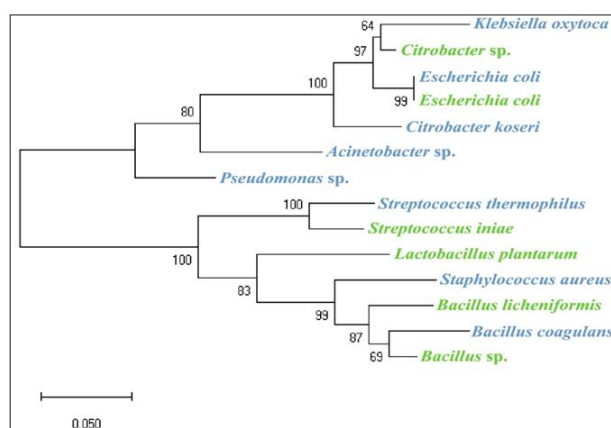 64
Klebsiella oxytoca
97
Citrobacter sp.
Escherichia coli
100
99
Escherichia coli
80
Citrobacter koseri
Acinetobacter sp.
Pseudomonas sp.
100
Streptococcus thermophilus
Streptococcus iniae
100
Lactobacillus plantarum
83
Staphylococcus aureus
99
Bacillus licheniformis
87
Bacillus coagulans
69
Bacillus sp.
0.050